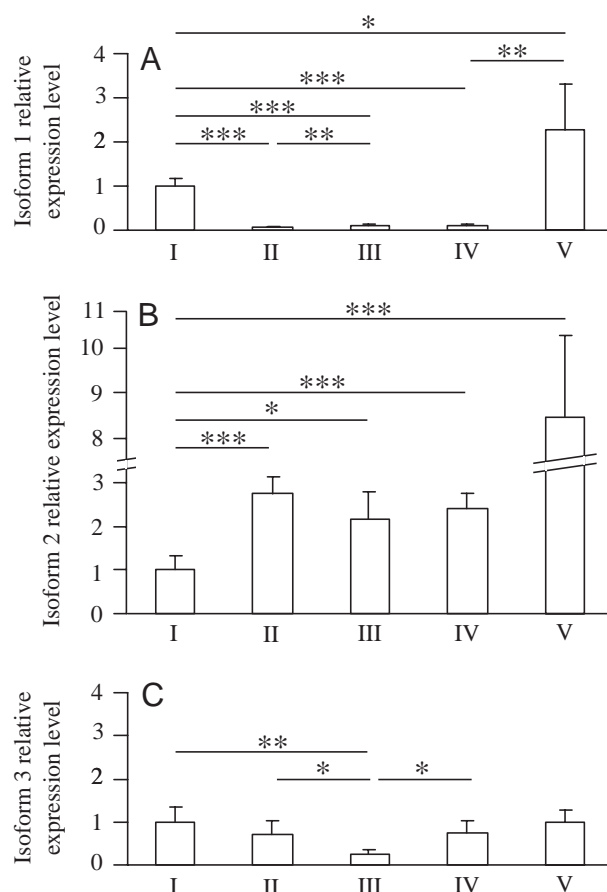 A
Isoform 1 relative
expression level
4
3
2
1
0
*
**
***
***
***
**
I II III IV V
B
Isoform 2 relative expression level
11
10
9
8
3
2
1
0
***
***
*
***
I II III IV V
C
Isoform 3 relative
expression level
4
3
2
1
0
**
*
*
I II III IV V